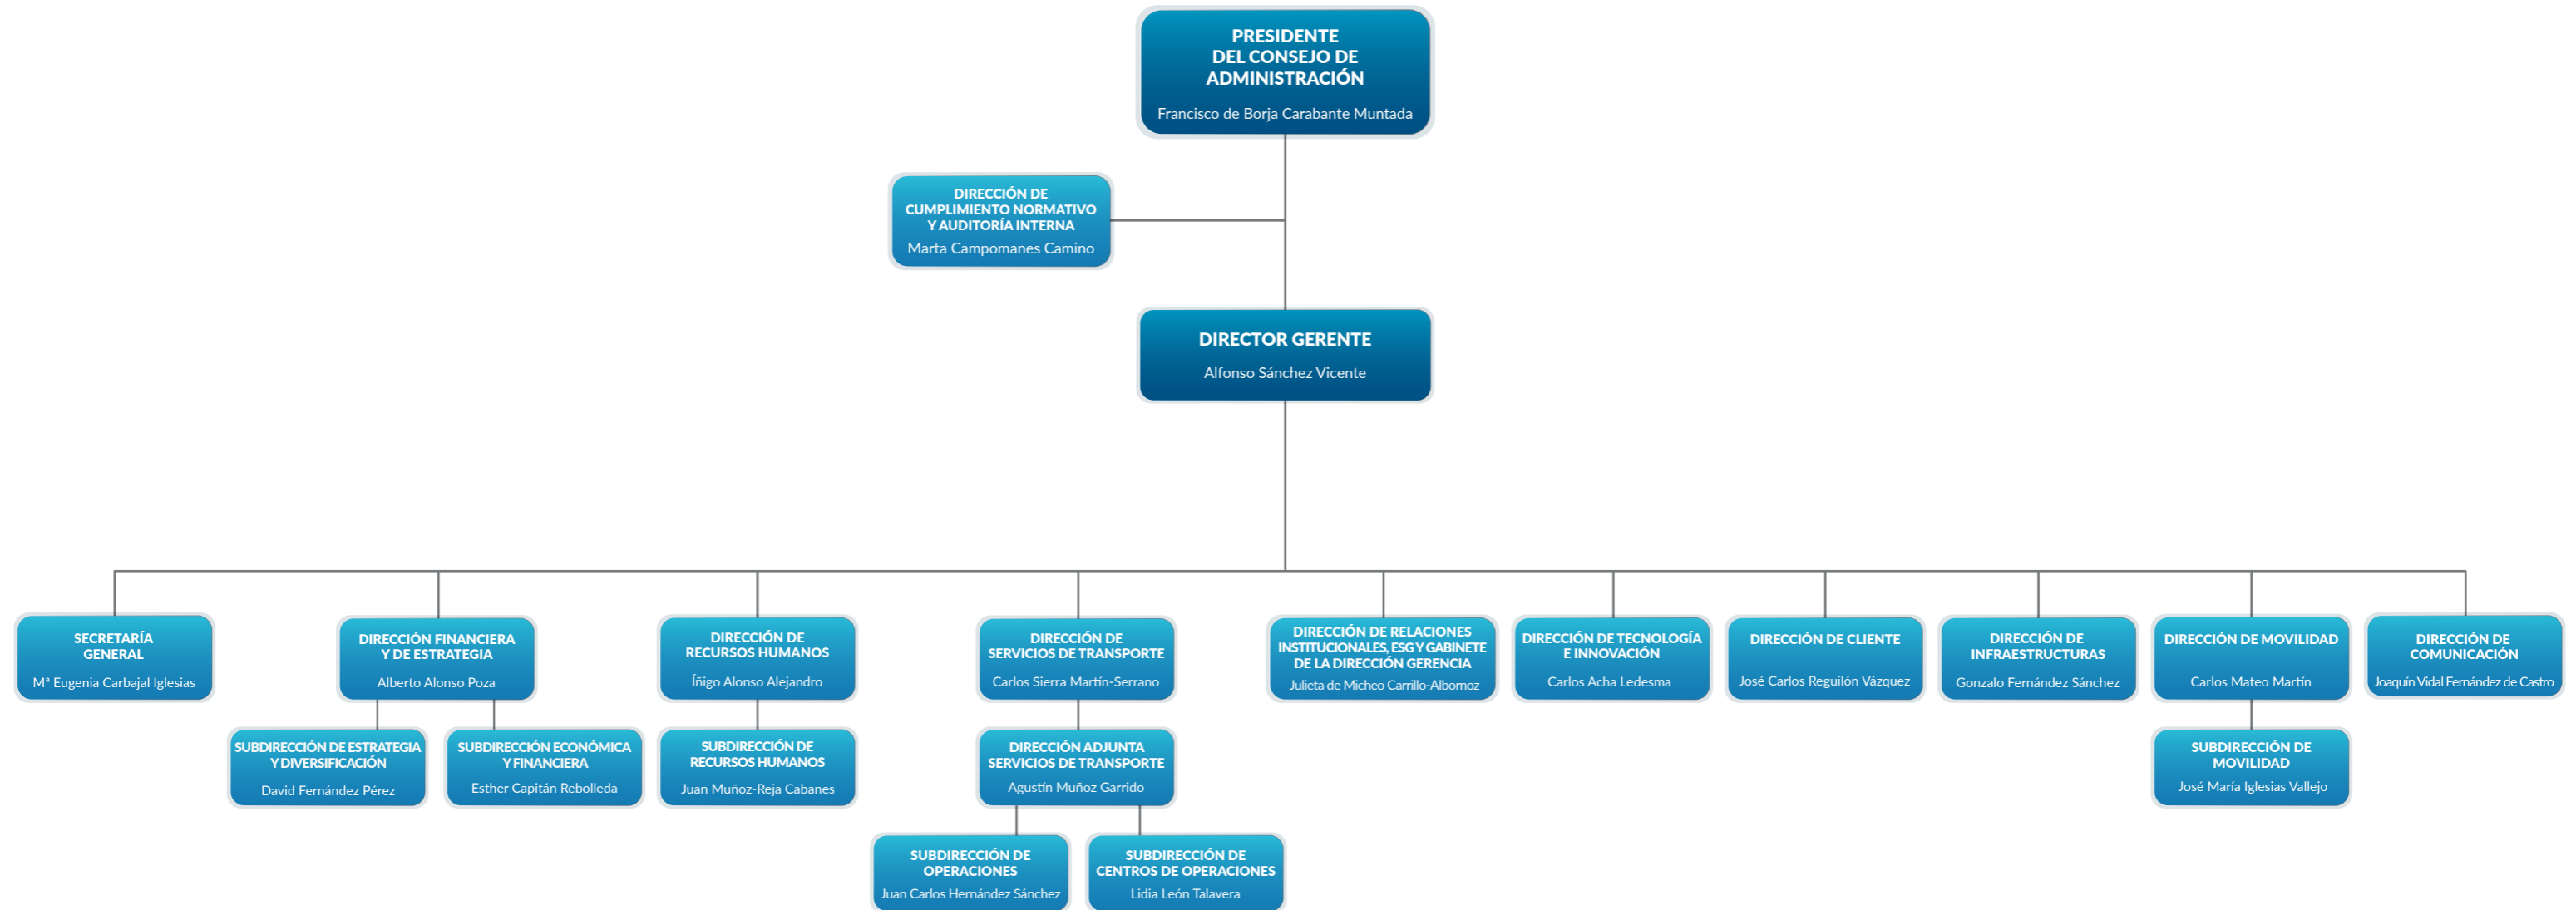 PRESIDENTE
DEL CONSEJO DE
ADMINISTRACIÓN
Francisco de Borja Carabante Muntada
DIRECCIÓN DE
CUMPLIMIENTO NORMATIVO
Y AUDITORÍA INTERNA
Marta Campomanes Camino
DIRECTOR GERENTE
Alfonso Sánchez Vicente
SECRETARÍA
GENERAL
Mª Eugenia Carbajal Iglesias
DIRECCIÓN FINANCIERA
Y DE ESTRATEGIA
Alberto Alonso Poza
DIRECCIÓN DE
RECURSOS HUMANOS
Íñigo Alonso Alejandro
DIRECCIÓN DE
SERVICIOS DE TRANSPORTE
Carlos Sierra Martín-Serrano
DIRECCIÓN DE RELACIONES
INSTITUCIONALES, ESG Y GABINETE
DE LA DIRECCIÓN GERENCIA
Julieta de Micheo Carrillo-Albornoz
DIRECCIÓN DE TECNOLOGÍA
E INNOVACIÓN
Carlos Acha Ledesma
DIRECCIÓN DE CLIENTE
José Carlos Reguilón Vázquez
DIRECCIÓN DE
INFRAESTRUCTURAS
Gonzalo Fernández Sánchez
DIRECCIÓN DE MOVILIDAD
Carlos Mateo Martín
DIRECCIÓN DE
COMUNICACIÓN
Joaquín Vidal Fernández de Castro
SUBDIRECCIÓN DE ESTRATEGIA
Y DIVERSIFICACIÓN
David Fernández Pérez
SUBDIRECCIÓN ECONÓMICA
Y FINANCIERA
Esther Capitán Rebolleda
SUBDIRECCIÓN DE
RECURSOS HUMANOS
Juan Muñoz-Reja Cabanes
DIRECCIÓN ADJUNTA
SERVICIOS DE TRANSPORTE
Agustín Muñoz Garrido
SUBDIRECCIÓN DE
MOVILIDAD
José María Iglesias Vallejo
SUBDIRECCIÓN DE
OPERACIONES
Juan Carlos Hernández Sánchez
SUBDIRECCIÓN DE
CENTROS DE OPERACIONES
Lidia León Talavera